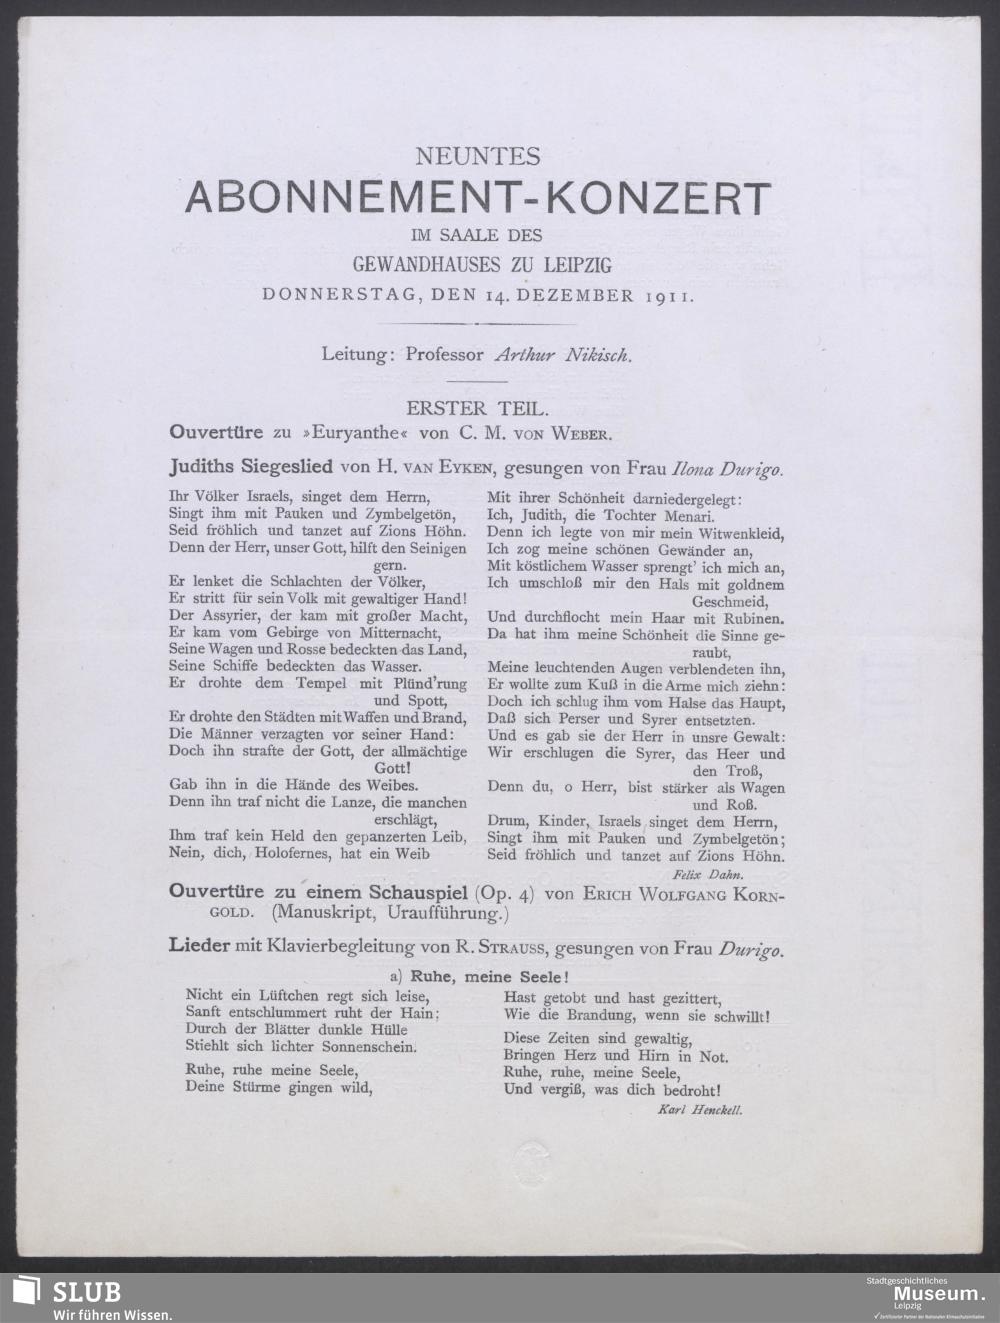 NEUNTES
ABONNEMENT-KONZERT
IM SAALE DES
GEWANDHAUSES ZU LEIPZIG
DONNERSTAG, DEN 14. DEZEMBER 1911.
Leitung: Professor Arthur Nikisch.
ERSTER TEIL.
Ouvertüre zu »Euryanthe« von C. M. VON WEBER.
Judiths Siegeslied von H. VAN EYKEN, gesungen von Frau Ilona Durigo.
Ihr Völker Israels, singet dem Herrn,
Singt ihm mit Pauken und Zymbelgetön,
Seid fröhlich und tanzet auf Zions Höhn.
Denn der Herr, unser Gott, hilft den Seinigen
gern.
Er lenket die Schlachten der Völker,
Er stritt für sein Volk mit gewaltiger Hand!
Der Assyrier, der kam mit großer Macht,
Er kam vom Gebirge von Mitternacht,
Seine Wagen und Rosse bedeckten das Land,
Seine Schiffe bedeckten das Wasser.
Er drohte dem Tempel mit Plünd'rung
und Spott,
Er drohte den Städten mit Waffen und Brand,
Die Männer verzagten vor seiner Hand:
Doch ihn strafte der Gott, der allmächtige
Gott!
Gab ihn in die Hände des Weibes.
Denn ihn traf nicht die Lanze, die manchen
erschlägt,
Ihm traf kein Held den gepanzerten Leib,
Nein, dich, Holofernes, hat ein Weib
Mit ihrer Schönheit darniedergelegt:
Ich, Judith, die Tochter Menari.
Denn ich legte von mir mein Witwenkleid,
Ich zog meine schönen Gewänder an,
Mit köstlichem Wasser sprengt' ich mich an,
Ich umschloß mir den Hals mit goldnem
Geschmeid,
Und durchflocht mein Haar mit Rubinen.
Da hat ihm meine Schönheit die Sinne ge-
raubt,
Meine leuchtenden Augen verblendeten ihn,
Er wollte zum Kuß in die Arme mich ziehn:
Doch ich schlug ihm vom Halse das Haupt,
Daß sich Perser und Syrer entsetzten.
Und es gab sie der Herr in unsre Gewalt:
Wir erschlugen die Syrer, das Heer und
den Troß,
Denn du, o Herr, bist stärker als Wagen
und Roß.
Drum, Kinder, Israels singet dem Herrn,
Singt ihm mit Pauken und Zymbelgetön;
Seid fröhlich und tanzet auf Zions Höhn.
Felix Dahn.
Ouvertüre zu einem Schauspiel (Op. 4) von ERICH WOLFGANG KORN-
GOLD. (Manuskript, Uraufführung.)
Lieder mit Klavierbegleitung von R. STRAUSS, gesungen von Frau Durigo.
a) Ruhe, meine Seele!
Nicht ein Lüftchen regt sich leise,
Sanft entschlummert ruht der Hain;
Durch der Blätter dunkle Hülle
Stiehlt sich lichter Sonnenschein.
Ruhe, ruhe meine Seele,
Deine Stürme gingen wild,
Hast getobt und hast gezittert,
Wie die Brandung, wenn sie schwillt!
Diese Zeiten sind gewaltig,
Bringen Herz und Hirn in Not.
Ruhe, ruhe, meine Seele,
Und vergiß, was dich bedroht!
Karl Henckell.
SLUB
Wir führen Wissen.
Stadtgeschichtliches
Museum.
Leipzig
Zertifizierter Partner der Nationalen Klimaschutzinitiative